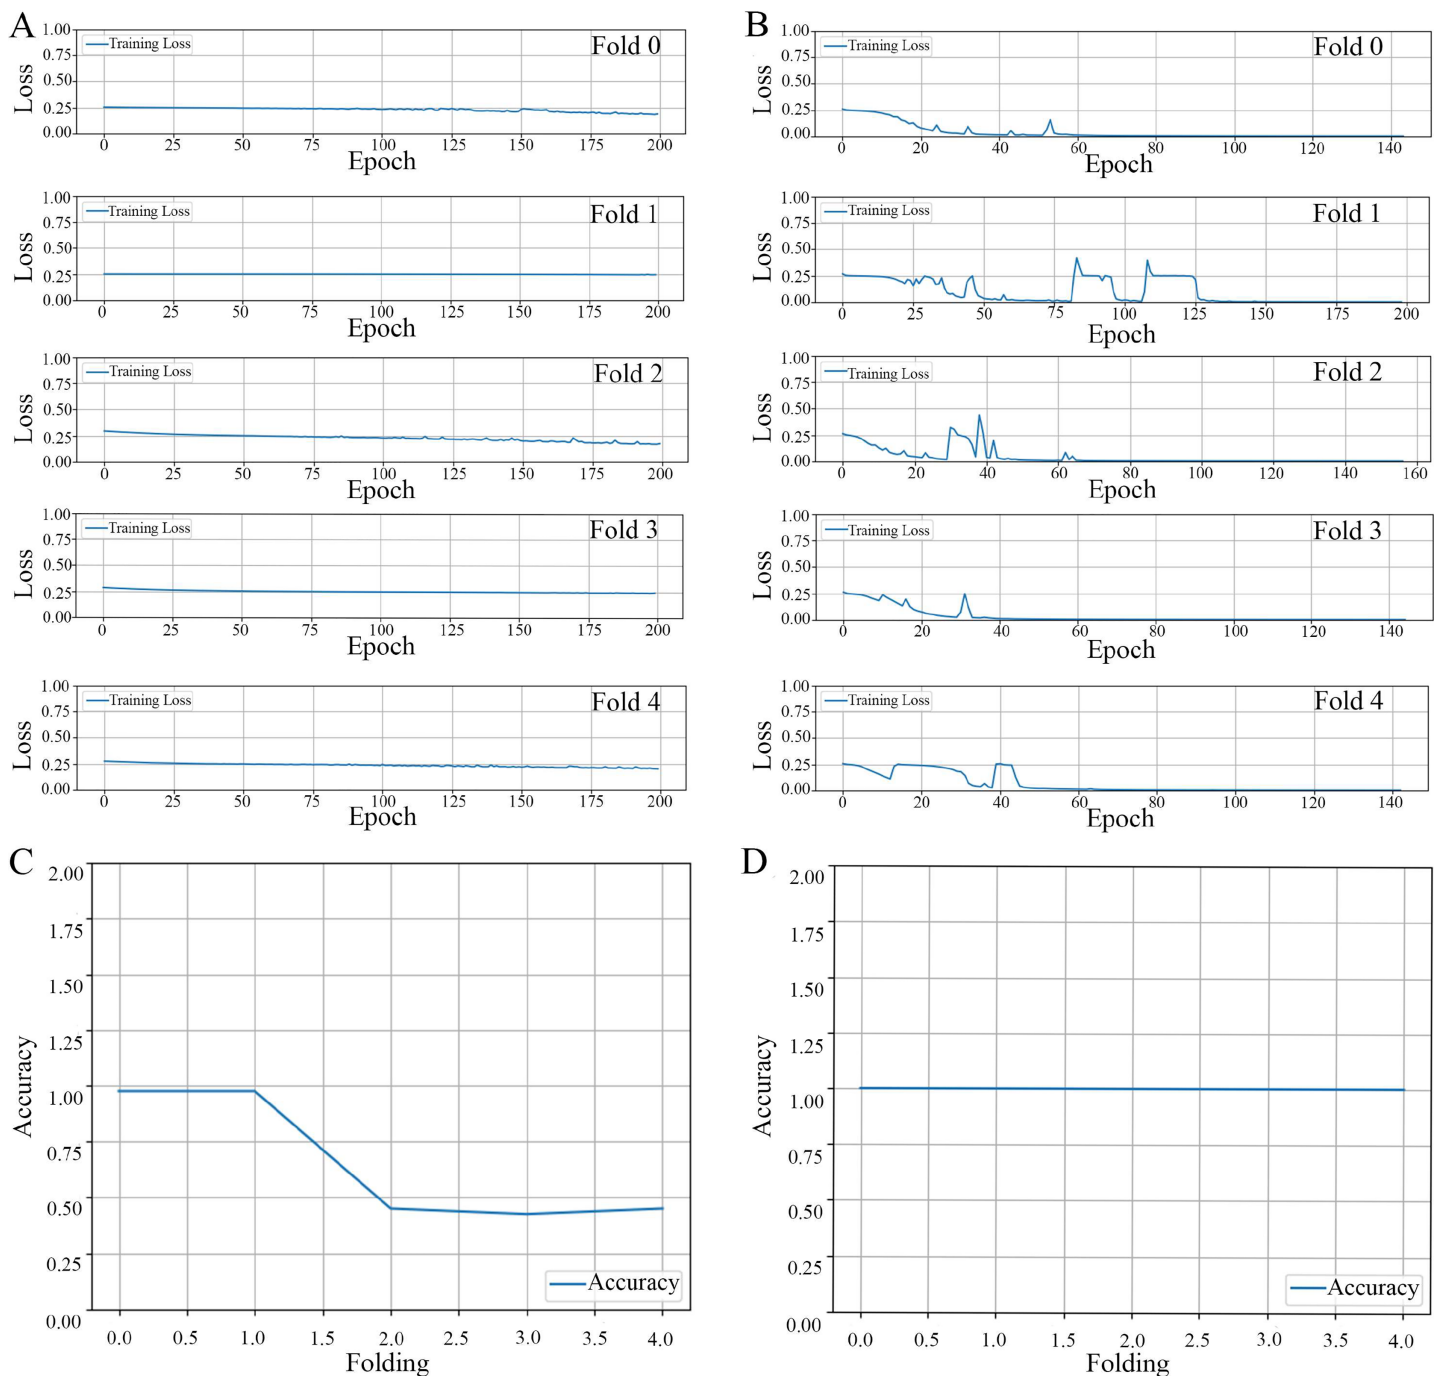 A
1.00
0.75
0.50
0.25
0.00
Loss
Training Loss
Fold 0
0 25 50 75 100 125 150 175 200
Epoch
1.00
0.75
0.50
0.25
0.00
Loss
Training Loss
Fold 1
0 25 50 75 100 125 150 175 200
Epoch
1.00
0.75
0.50
0.25
0.00
Loss
Training Loss
Fold 2
0 25 50 75 100 125 150 175 200
Epoch
1.00
0.75
0.50
0.25
0.00
Loss
Training Loss
Fold 3
0 25 50 75 100 125 150 175 200
Epoch
1.00
0.75
0.50
0.25
0.00
Loss
Training Loss
Fold 4
0 25 50 75 100 125 150 175 200
Epoch
B
1.00
0.75
0.50
0.25
0.00
Loss
Training Loss
Fold 0
0 20 40 60 80 100 120 140
Epoch
1.00
0.75
0.50
0.25
0.00
Loss
Training Loss
Fold 1
0 25 50 75 100 125 150 175 200
Epoch
1.00
0.75
0.50
0.25
0.00
Loss
Training Loss
Fold 2
0 20 40 60 80 100 120 140 160
Epoch
1.00
0.75
0.50
0.25
0.00
Loss
Training Loss
Fold 3
0 20 40 60 80 100 120 140
Epoch
1.00
0.75
0.50
0.25
0.00
Loss
Training Loss
Fold 4
0 20 40 60 80 100 120 140
Epoch
C
2.00
1.75
1.50
1.25
1.00
0.75
0.50
0.25
0.00
Accuracy
Accuracy
0.0 0.5 1.0 1.5 2.0 2.5 3.0 3.5 4.0
Folding
D
2.00
1.75
1.50
1.25
1.00
0.75
0.50
0.25
0.00
Accuracy
Accuracy
0.0 0.5 1.0 1.5 2.0 2.5 3.0 3.5 4.0
Folding